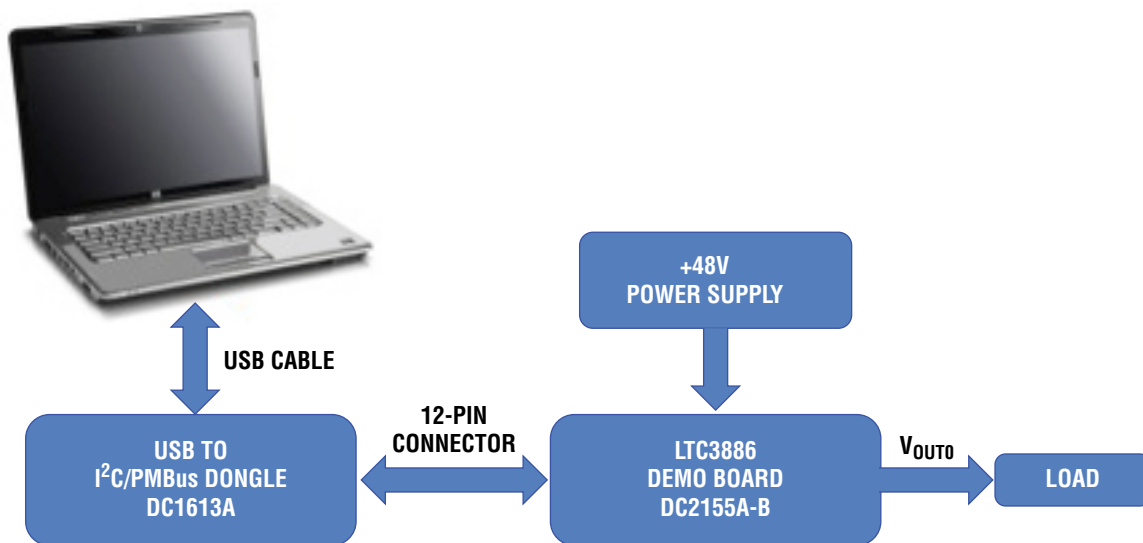 +48V
POWER SUPPLY
USB CABLE
12-PIN
CONNECTOR
USB TO
I²C/PMBus DONGLE
DC1613A
LTC3886
DEMO BOARD
DC2155A-B
VOUT0
LOAD